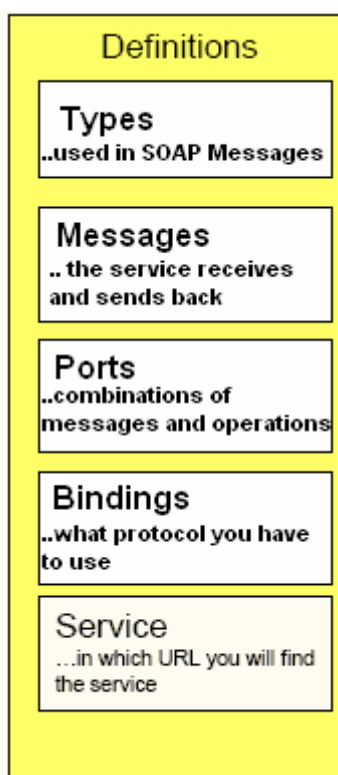 Definitions
Types
..used in SOAP Messages
Messages
.. the service receives
and sends back
Ports
..combinations of
messages and operations
Bindings
..what protocol you have
to use
Service
…in which URL you will find
the service